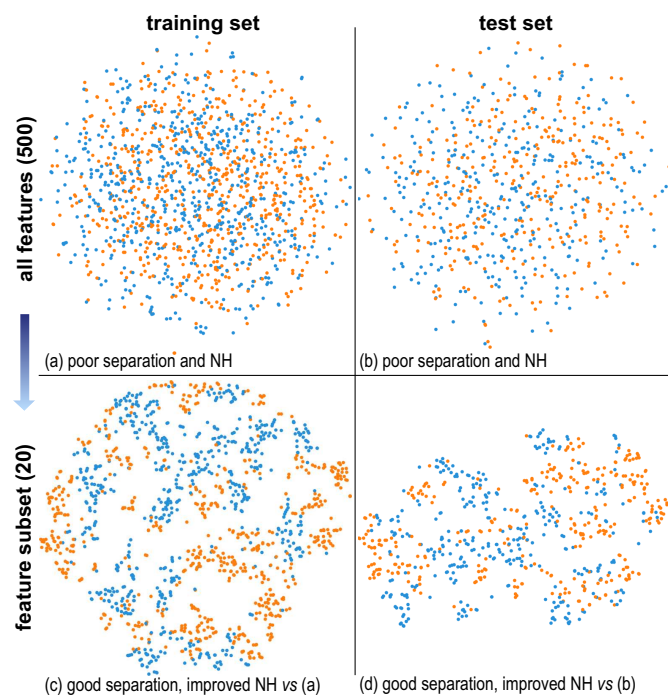 training set
test set
all features (500)
(a) poor separation and NH
(b) poor separation and NH
feature subset (20)
(c) good separation, improved NH vs (a)
(d) good separation, improved NH vs (b)